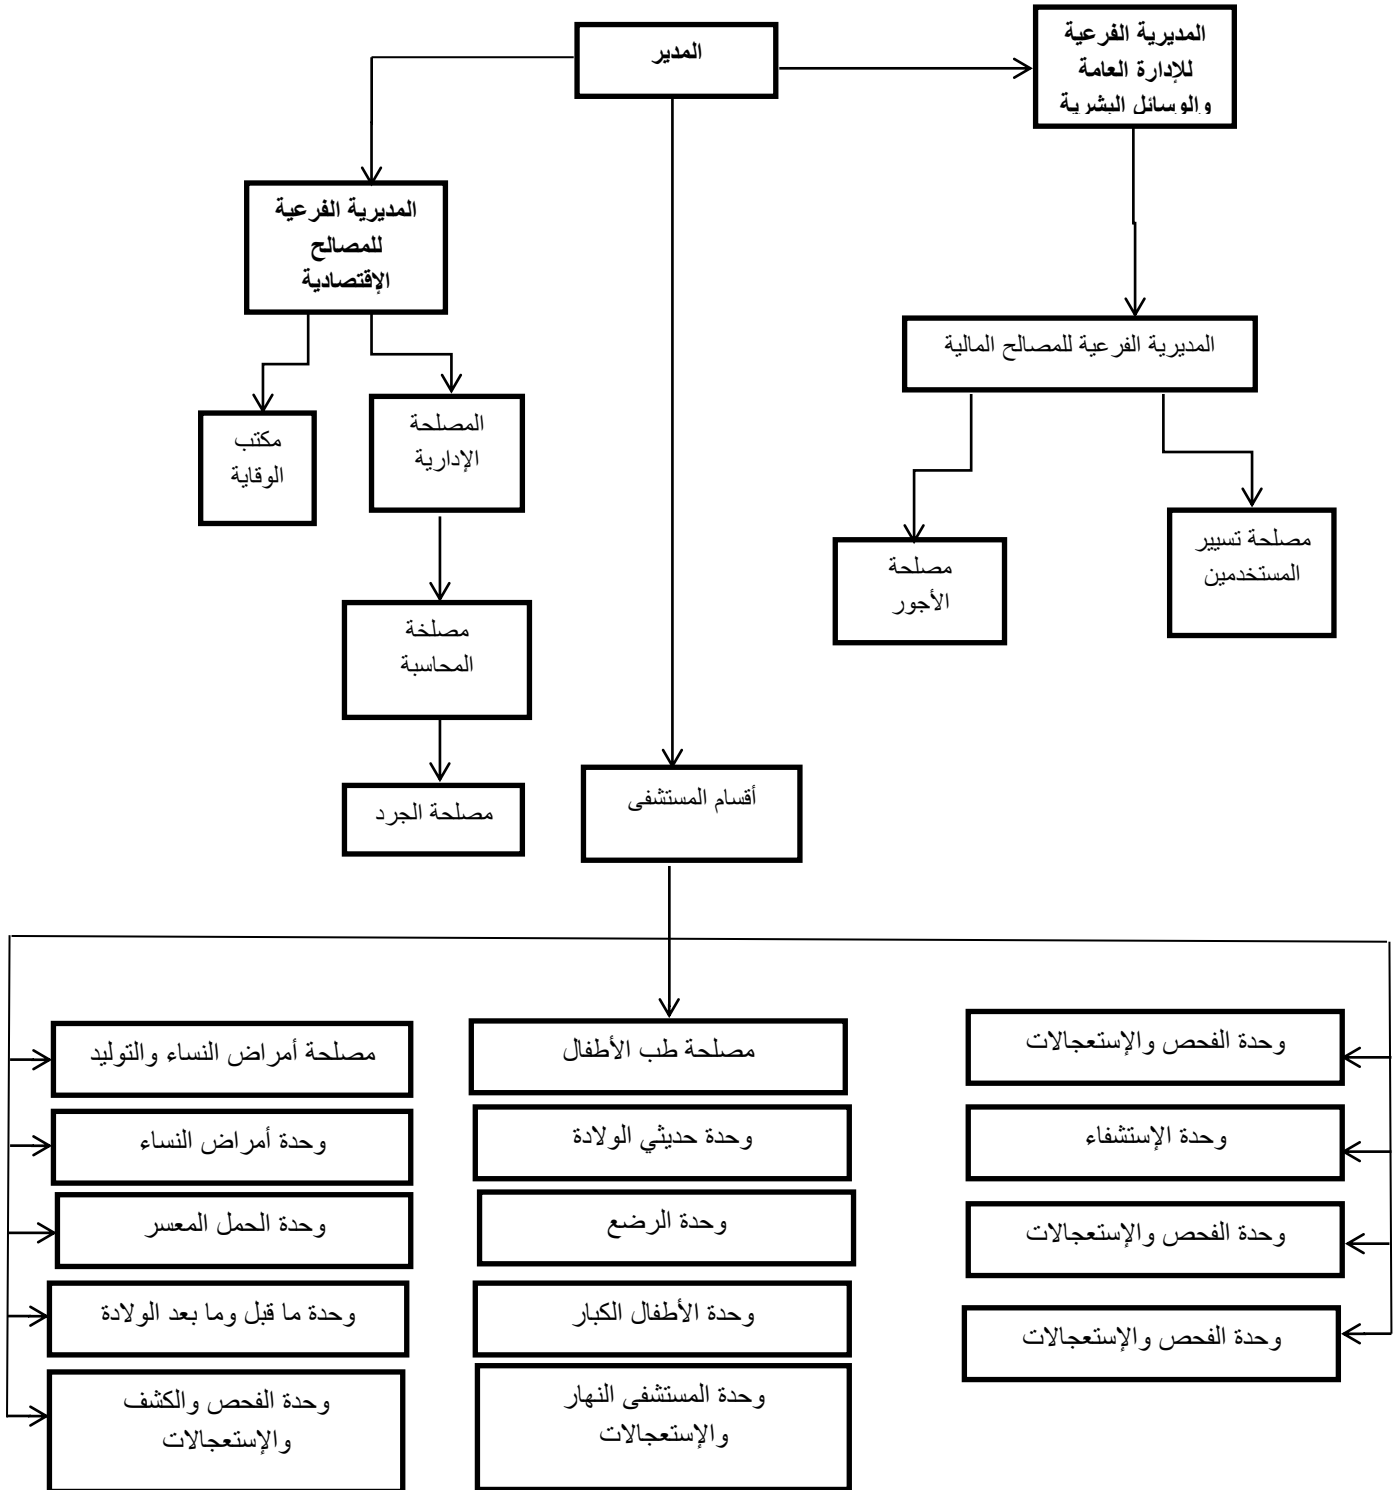 المديرية الفرعية
للإدارة العامة
والوسائل البشرية
المدير
المديرية الفرعية
للمصالح
الإقتصادية
المديرية الفرعية للمصالح المالية
المصلحة
الإدارية
مكتب
الوقاية
مصلحة تسيير
المستخدمين
مصلحة
الأجور
مصلخة
المحاسبة
أقسام المستشفى
مصلحة الجرد
وحدة الفحص والإستعجالات
مصلحة طب الأطفال
مصلحة أمراض النساء والتوليد
وحدة الإستشفاء
وحدة حديثي الولادة
وحدة أمراض النساء
وحدة الفحص والإستعجالات
وحدة الرضع
وحدة الحمل المعسر
وحدة الفحص والإستعجالات
وحدة الأطفال الكبار
وحدة ما قبل وما بعد الولادة
وحدة المستشفى النهار
والإستعجالات
وحدة الفحص والكشف
والإستعجالات